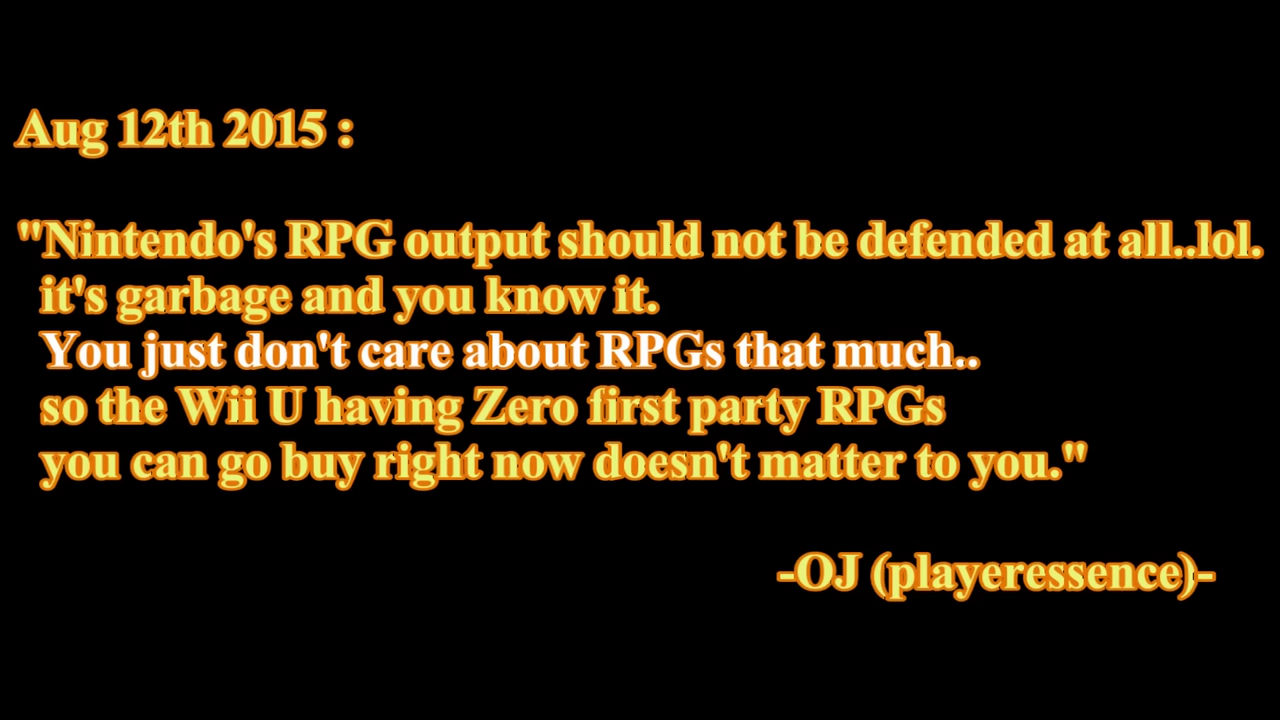 Aug 12th 2015 :
"Nintendo's RPG output should not be defended at all..lol.
it's garbage and you know it.
You just don't care about RPGs that much..
so the Wii U having Zero first party RPGs
you can go buy right now doesn't matter to you."
-OJ (playeressence)-